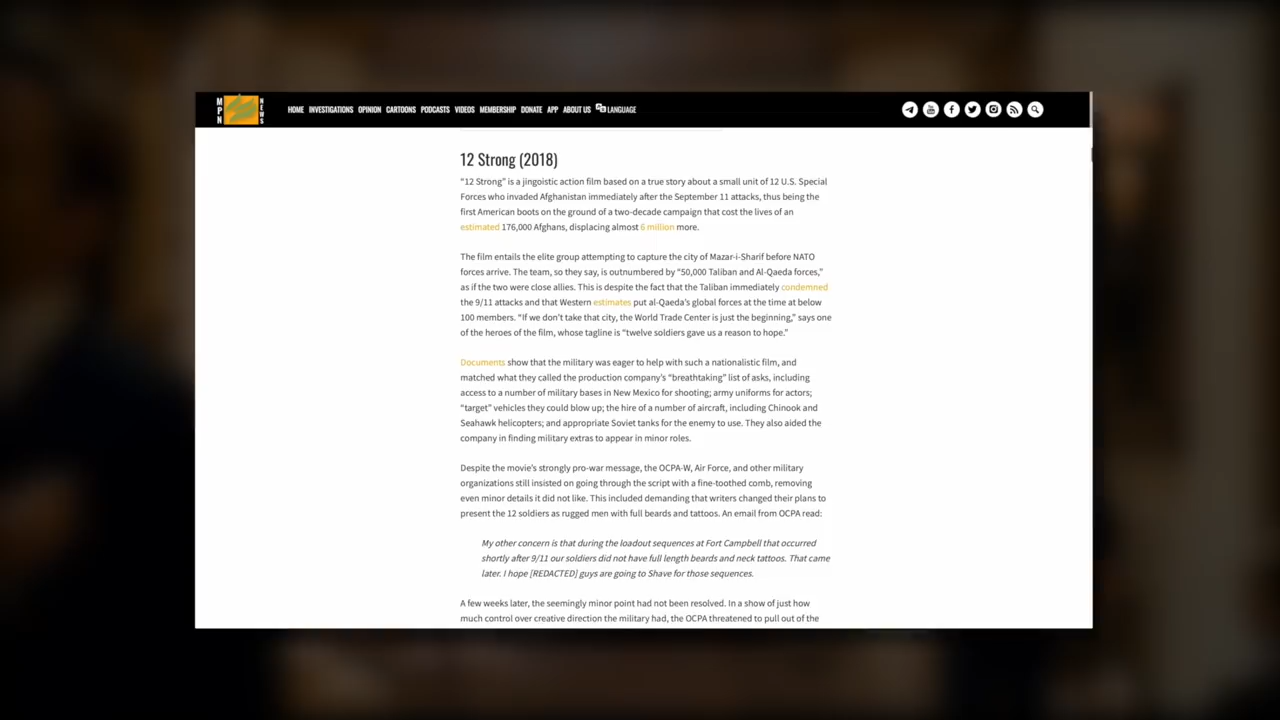 MPN
NEWS
HOME INVESTIGATIONS OPINION CARTOONS PODCASTS VIDEOS MEMBERSHIP DONATE APP ABOUT US LANGUAGE
12 Strong (2018)
“12 Strong” is a jingoistic action film based on a true story about a small unit of 12 U.S. Special
Forces who invaded Afghanistan immediately after the September 11 attacks, thus being the
first American boots on the ground of a two-decade campaign that cost the lives of an
estimated 176,000 Afghans, displacing almost 6 million more.
The film entails the elite group attempting to capture the city of Mazar-i-Sharif before NATO
forces arrive. The team, so they say, is outnumbered by “50,000 Taliban and Al-Qaeda forces,”
as if the two were close allies. This is despite the fact that the Taliban immediately condemned
the 9/11 attacks and that Western estimates put al-Qaeda’s global forces at the time at below
100 members. “If we don’t take that city, the World Trade Center is just the beginning,” says one
of the heroes of the film, whose tagline is “twelve soldiers gave us a reason to hope.”
Documents show that the military was eager to help with such a nationalistic film, and
matched what they called the production company’s “breathtaking” list of asks, including
access to a number of military bases in New Mexico for shooting; army uniforms for actors;
“target” vehicles they could blow up; the hire of a number of aircraft, including Chinook and
Seahawk helicopters; and appropriate Soviet tanks for the enemy to use. They also aided the
company in finding military extras to appear in minor roles.
Despite the movie’s strongly pro-war message, the OCPA-W, Air Force, and other military
organizations still insisted on going through the script with a fine-toothed comb, removing
even minor details it did not like. This included demanding that writers changed their plans to
present the 12 soldiers as rugged men with full beards and tattoos. An email from OCPA read:
My other concern is that during the loadout sequences at Fort Campbell that occurred
shortly after 9/11 our soldiers did not have full length beards and neck tattoos. That came
later. I hope [REDACTED] guys are going to Shave for those sequences.
A few weeks later, the seemingly minor point had not been resolved. In a show of just how
much control over creative direction the military had, the OCPA threatened to pull out of the